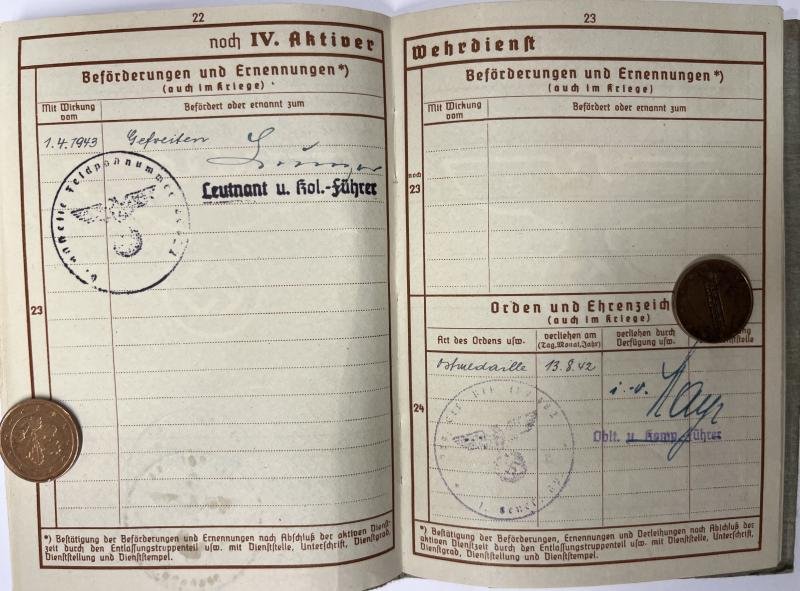 22
noch IV. Aktiver
Beförderungen und Ernennungen*)
(auch im Kriege)
Mit Wirkung vom
Befördert oder ernannt zum
1.4.1943 Gefreiten
Leutnant u. Kol.-Führer
Feldpostnummer
23
*) Bestätigung der Beförderungen und Ernennungen nach Abschluß der aktiven Dienst-
zeit durch den Entlassungstruppenteil usw. mit Dienststelle, Unterschrift, Dienstgrad,
Dienststellung und Dienststempel.
23
Wehrdienst
Beförderungen und Ernennungen*)
(auch im Kriege)
Mit Wirkung vom
Befördert oder ernannt zum
noch
23
Orden und Ehrenzeich
(auch im Kriege)
Art des Ordens usw.
verliehen am
(Tag, Monat, Jahr)
verliehen durch
Verfügung usw.
Dienststelle
Ostmedaille 13.8.42
i.V.
24
Oblt. u. Komp. Führer
*) Bestätigung der Beförderungen, Ernennungen und Verleihungen nach Abschluß der
aktiven Dienstzeit durch den Entlassungstruppenteil usw. mit Dienststelle, Unterschrift,
Dienstgrad, Dienststellung und Dienststempel.